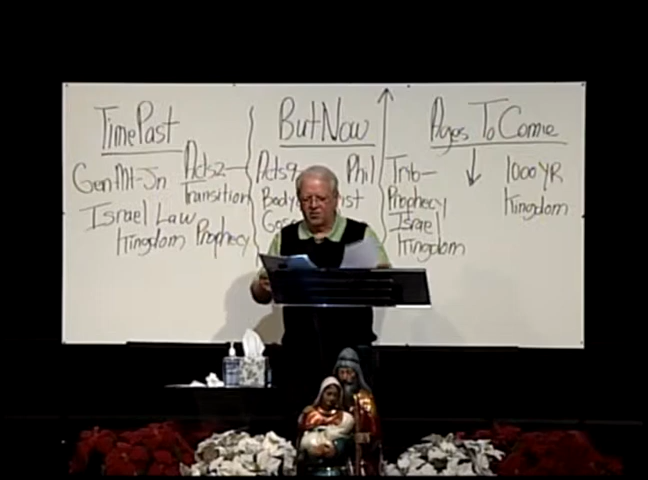 Time Past
Gen Mt-Jn Acts 2
Transition
Israel Law
Kingdom Prophecy
But Now
Acts 9 Phil
Body
Ages To Come
Trib-
Prophecy
Israel
Kingdom
1000 YR
Kingdom